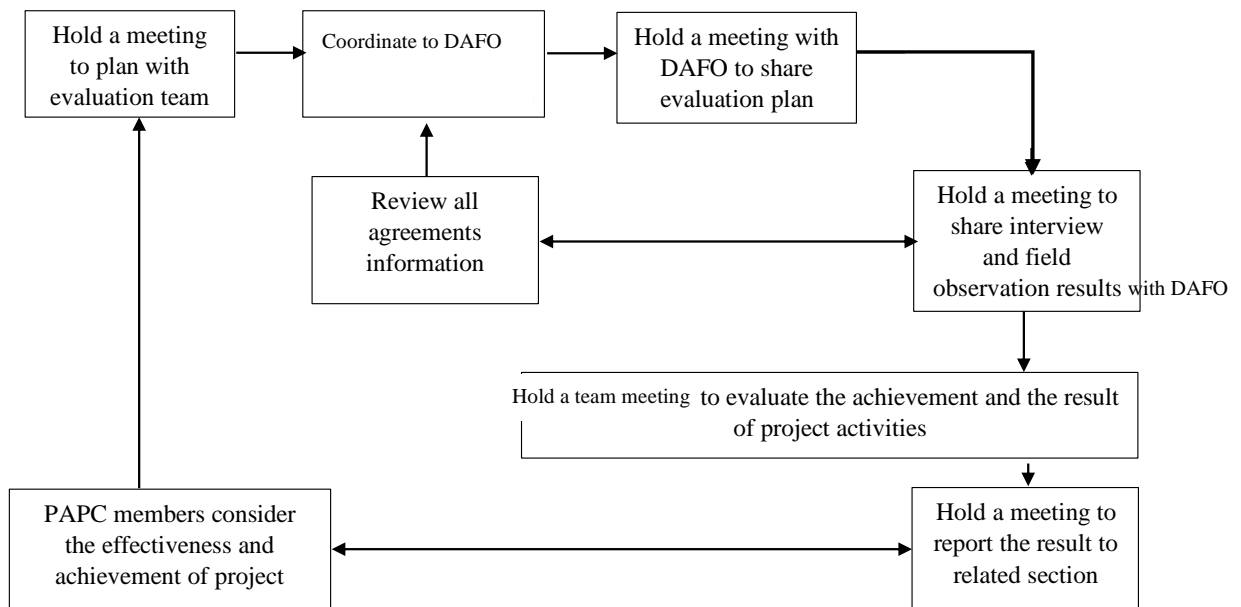 Hold a meeting
to plan with
evaluation team
Coordinate to DAFO
Hold a meeting with
DAFO to share
evaluation plan
Review all
agreements
information
Hold a meeting to
share interview
and field
observation results with DAFO
Hold a team meeting to evaluate the achievement and the result
of project activities
PAPC members consider
the effectiveness and
achievement of project
Hold a meeting to
report the result to
related section